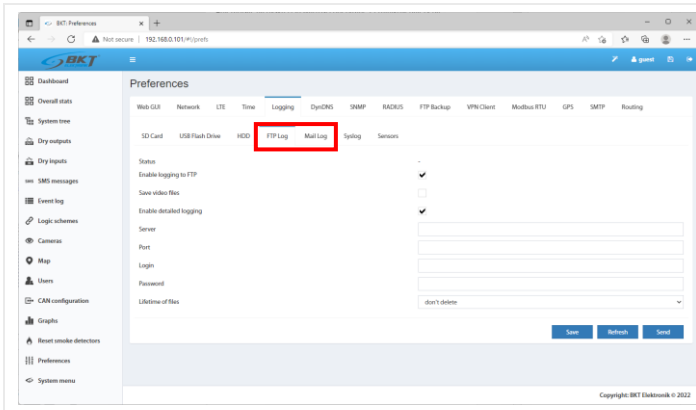 BKT: Preferences
Not secure | 192.168.0.101/#!/prefs
BKT
guest
Dashboard
Overall stats
System tree
Dry outputs
Dry inputs
SMS messages
Event log
Logic schemes
Cameras
Map
Users
CAN configuration
Graphs
Reset smoke detectors
Preferences
System menu
Preferences
Web GUI Network LTE Time Logging DynDNS SNMP RADIUS FTP Backup VPN Client Modbus RTU GPS SMTP Routing
SD Card USB Flash Drive HDD FTP Log Mail Log Syslog Sensors
Status -
Enable logging to FTP
Save video files
Enable detailed logging
Server
Port
Login
Password
Lifetime of files don't delete
Save Refresh Send
Copyright: BKT Elektronik © 2022